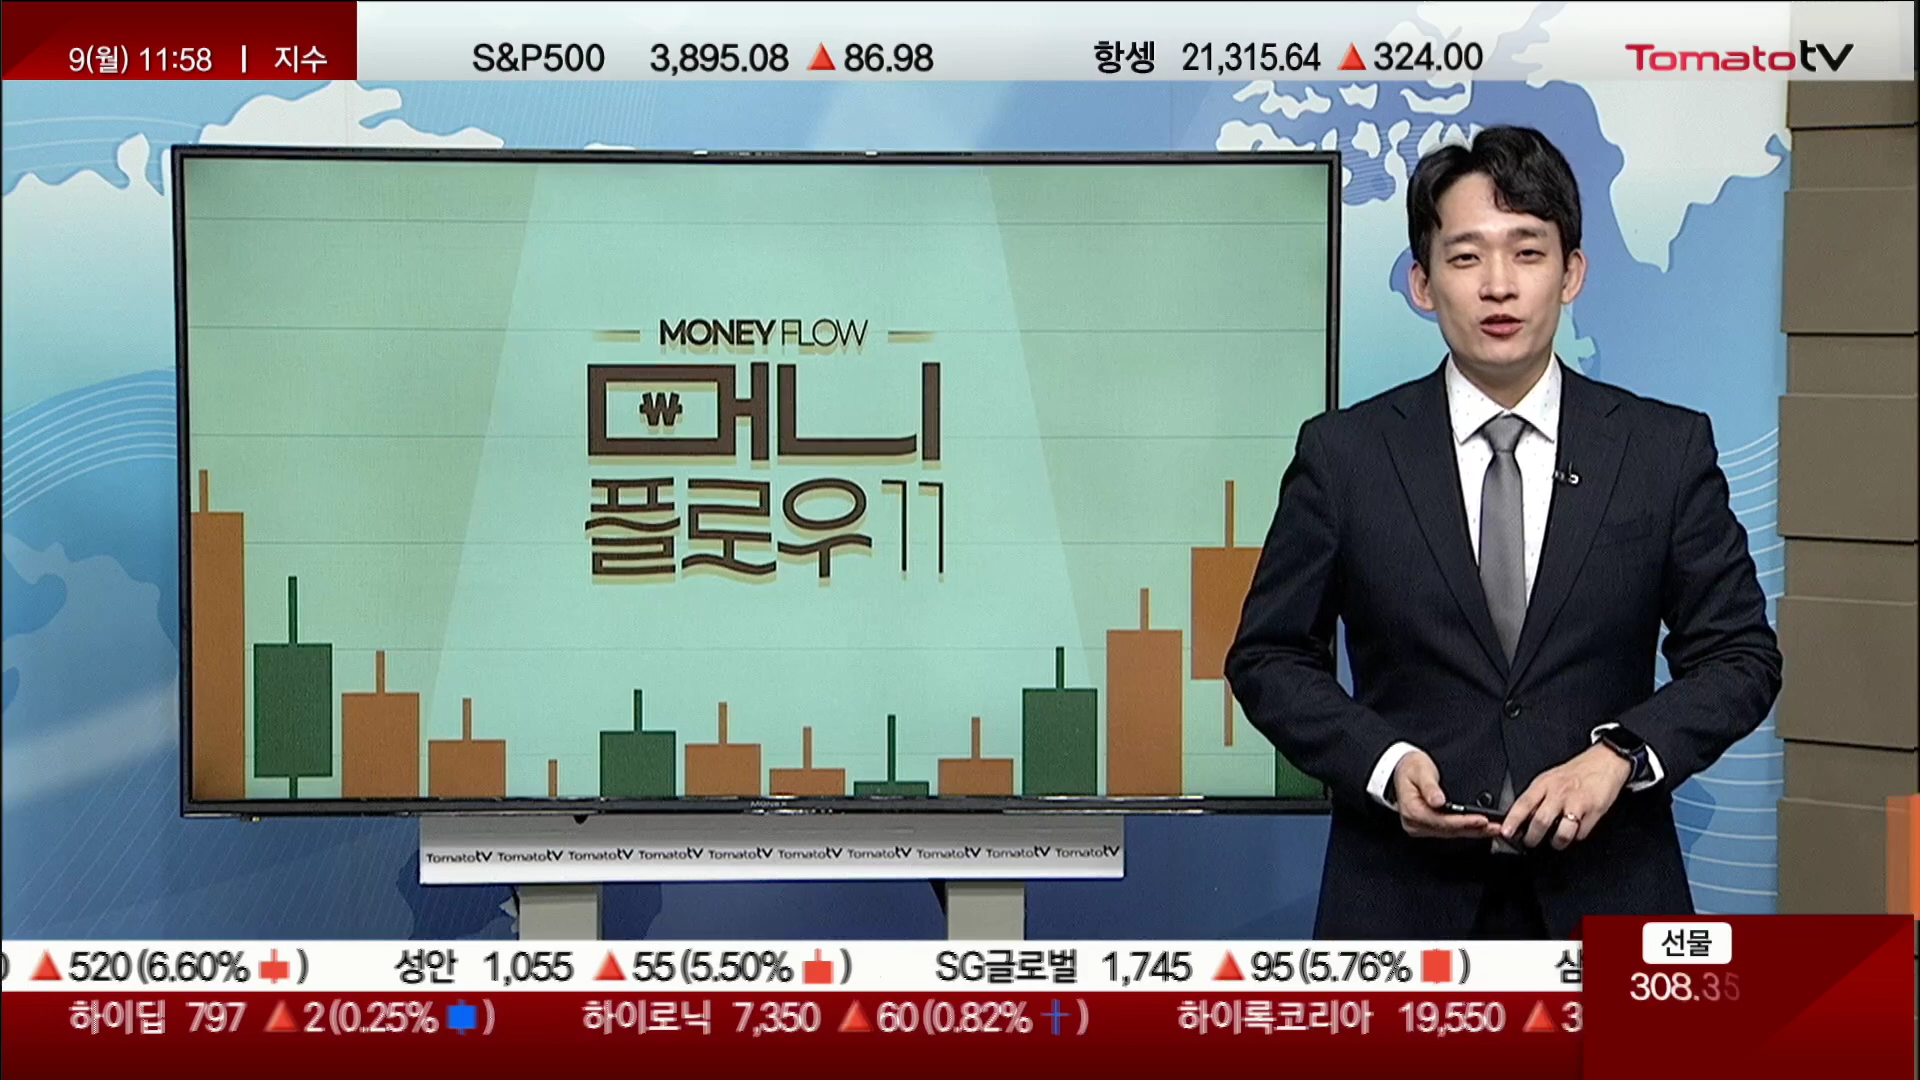 9(월) 11:58 | 지수
S&P500 3,895.08 ▲86.98 항셍 21,315.64 ▲324.00
TomatoTV
MONEY FLOW
머니
플로우 11
TomatoTV TomatoTV TomatoTV TomatoTV TomatoTV TomatoTV TomatoTV TomatoTV TomatoTV TomatoTV
▲520(6.60%) 성안 1,055 ▲55(5.50%) SG글로벌 1,745 ▲95(5.76%)
선물
308.35
하이딥 797 ▲2(0.25%) 하이로닉 7,350 ▲60(0.82%) 하이록코리아 19,550 ▲3